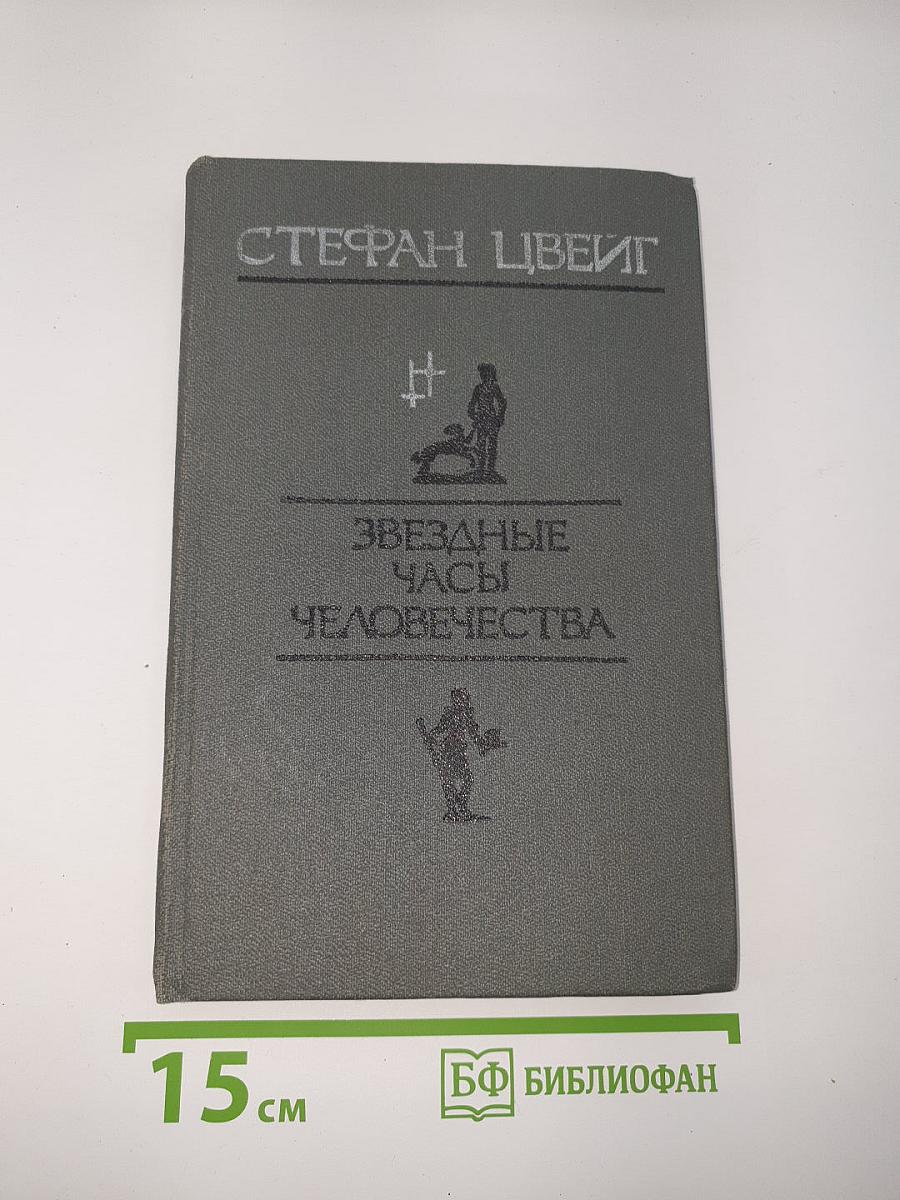 СТЕФАН ЦВЕЙГ
ЗВЕЗДНЫЕ
ЧАСЫ
ЧЕЛОВЕЧЕСТВА
15 см
БФ БИБЛИОФАН